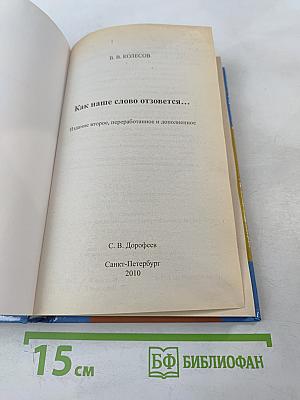 В. В. КОЛЕСОВ
Как наше слово отзовется…
Издание второе, переработанное и дополненное
С. В. Дорофеев
Санкт-Петербург
2010
15 см
БФ БИБЛИОФАН